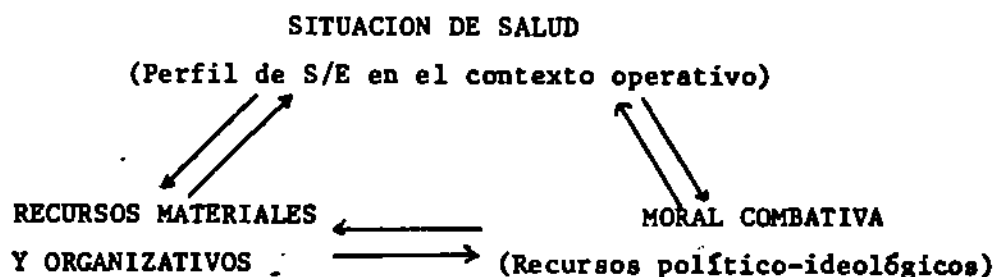 SITUACION DE SALUD
(Perfil de S/E en el contexto operativo)
RECURSOS MATERIALES
Y ORGANIZATIVOS
MORAL COMBATIVA
(Recursos político-ideológicos)